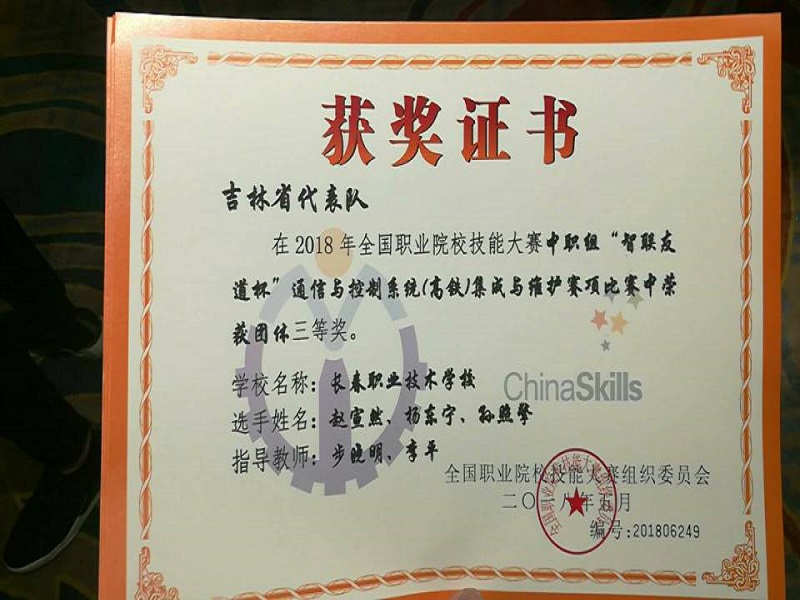 获奖证书
吉林省代表队
在2018年全国职业院校技能大赛中职组“智联友
道杯”通信与控制系统(高铁)集成与维护赛项比赛中荣
获团体三等奖。
ChinaSkills
学校名称：长春职业技术学校
选手姓名：赵宣然、杨东宁、孙熙擎
指导教师：步晓明、李平
全国职业院校技能大赛组织委员会
二〇一八年五月
编号:201806249